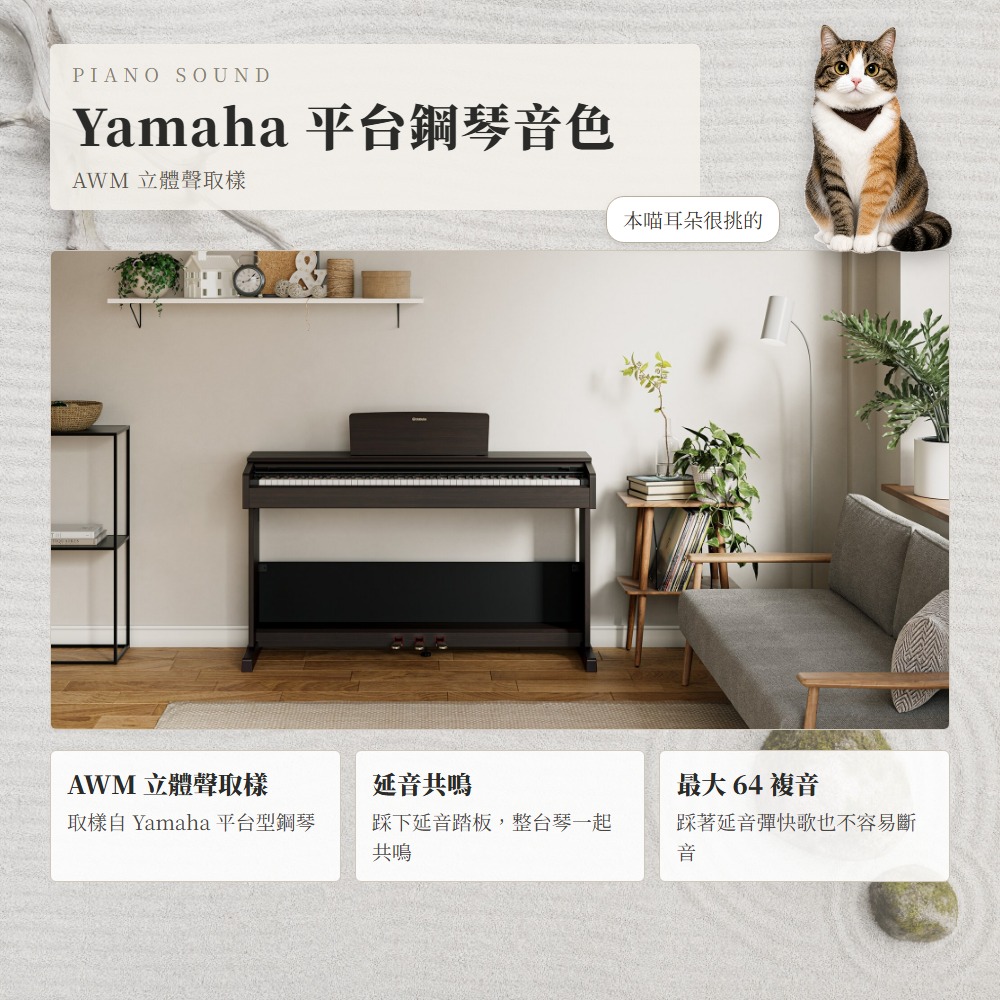 PIANO SOUND
Yamaha 平台鋼琴音色
AWM 立體聲取樣
本喵耳朵很挑的
AWM 立體聲取樣
取樣自 Yamaha 平台型鋼琴
延音共鳴
踩下延音踏板，整台琴一起
共鳴
最大 64 複音
踩著延音彈快歌也不容易斷
音